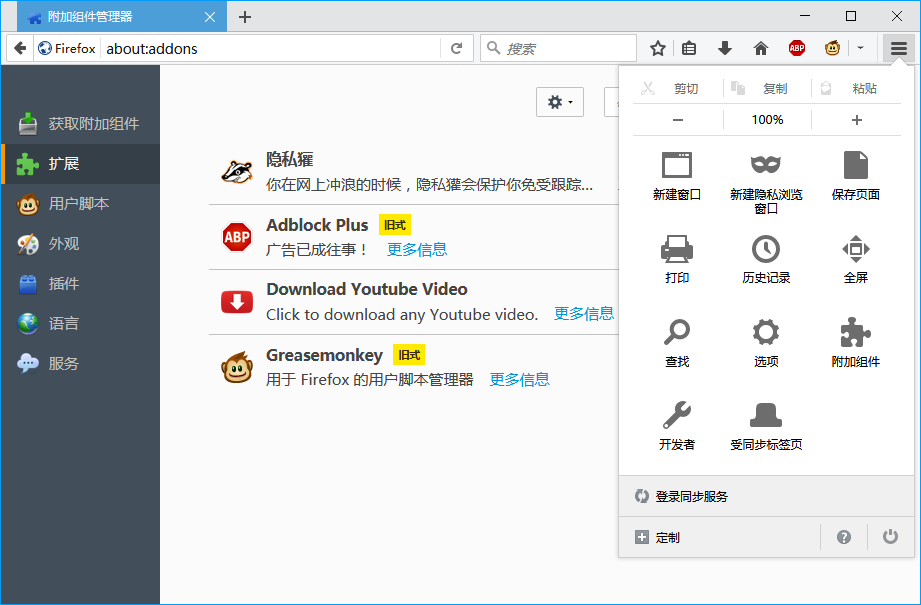 附加组件管理器
Firefox
about:addons
搜索
ABP
获取附加组件
扩展
用户脚本
外观
插件
语言
服务
隐私獾
你在网上冲浪的时候，隐私獾会保护你免受跟踪...
ABP
Adblock Plus 旧式
广告已成往事！ 更多信息
Download Youtube Video
Click to download any Youtube video. 更多信息
Greasemonkey 旧式
用于 Firefox 的用户脚本管理器 更多信息
剪切 复制 粘贴
− 100% +
新建窗口 新建隐私浏览 保存页面
窗口
打印 历史记录 全屏
查找 选项 附加组件
开发者 受同步标签页
登录同步服务
定制
?